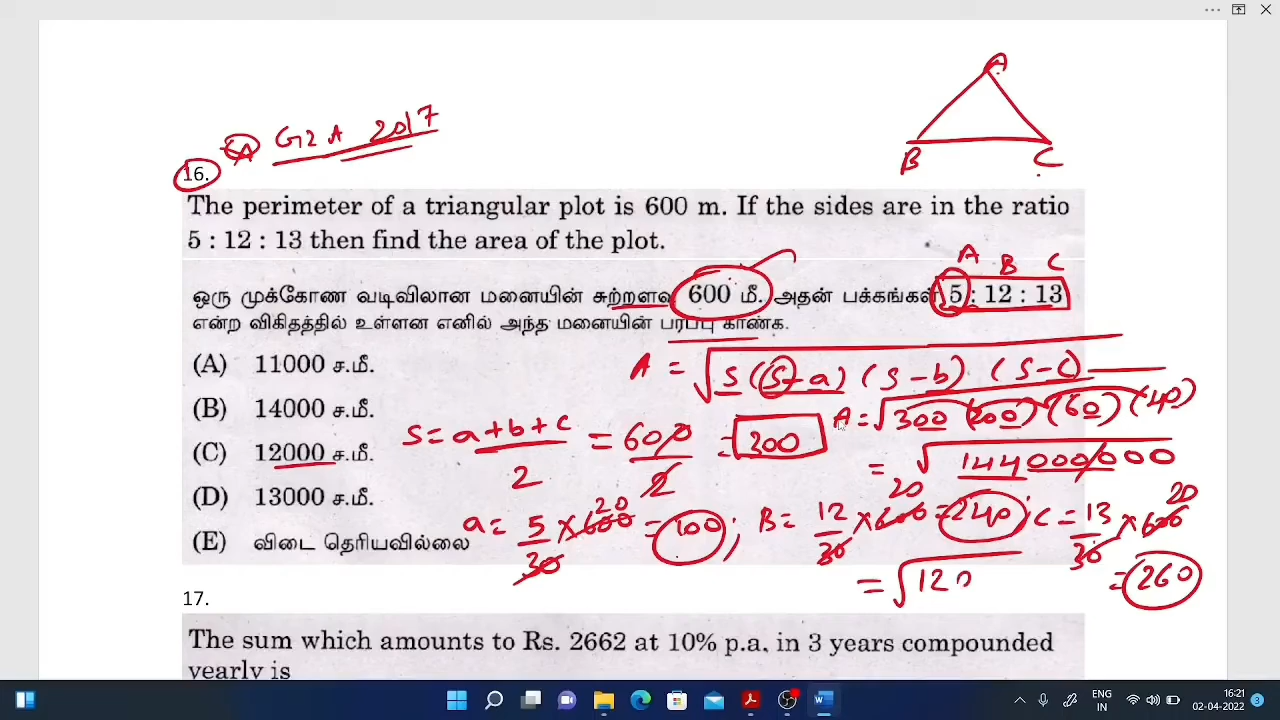 A
B C
G2 A 2017
16.
The perimeter of a triangular plot is 600 m. If the sides are in the ratio
5 : 12 : 13 then find the area of the plot.
A B C
ஒரு முக்கோண வடிவிலான மனையின் சுற்றளவு 600 மீ. அதன் பக்கங்கள் 5 : 12 : 13
என்ற விகிதத்தில் உள்ளன எனில் அந்த மனையின் பரப்பு காண்க.
A = √S(S-a)(S-b)(S-C)
(A) 11000 ச.மீ.
(B) 14000 ச.மீ.
A = √300(200)(60)(40)
S = a+b+c/2 = 600/2 = 300
(C) 12000 ச.மீ.
= √144000000
(D) 13000 ச.மீ.
a = 5/30 × 600 20 = 100 ; B = 12/30 × 600 20 = 240 ; C = 13/30 × 600 20
(E) விடை தெரியவில்லை
= √120
= 260
17.
The sum which amounts to Rs. 2662 at 10% p.a. in 3 years compounded
yearly is
ENG
IN
16:21
02-04-2022
3